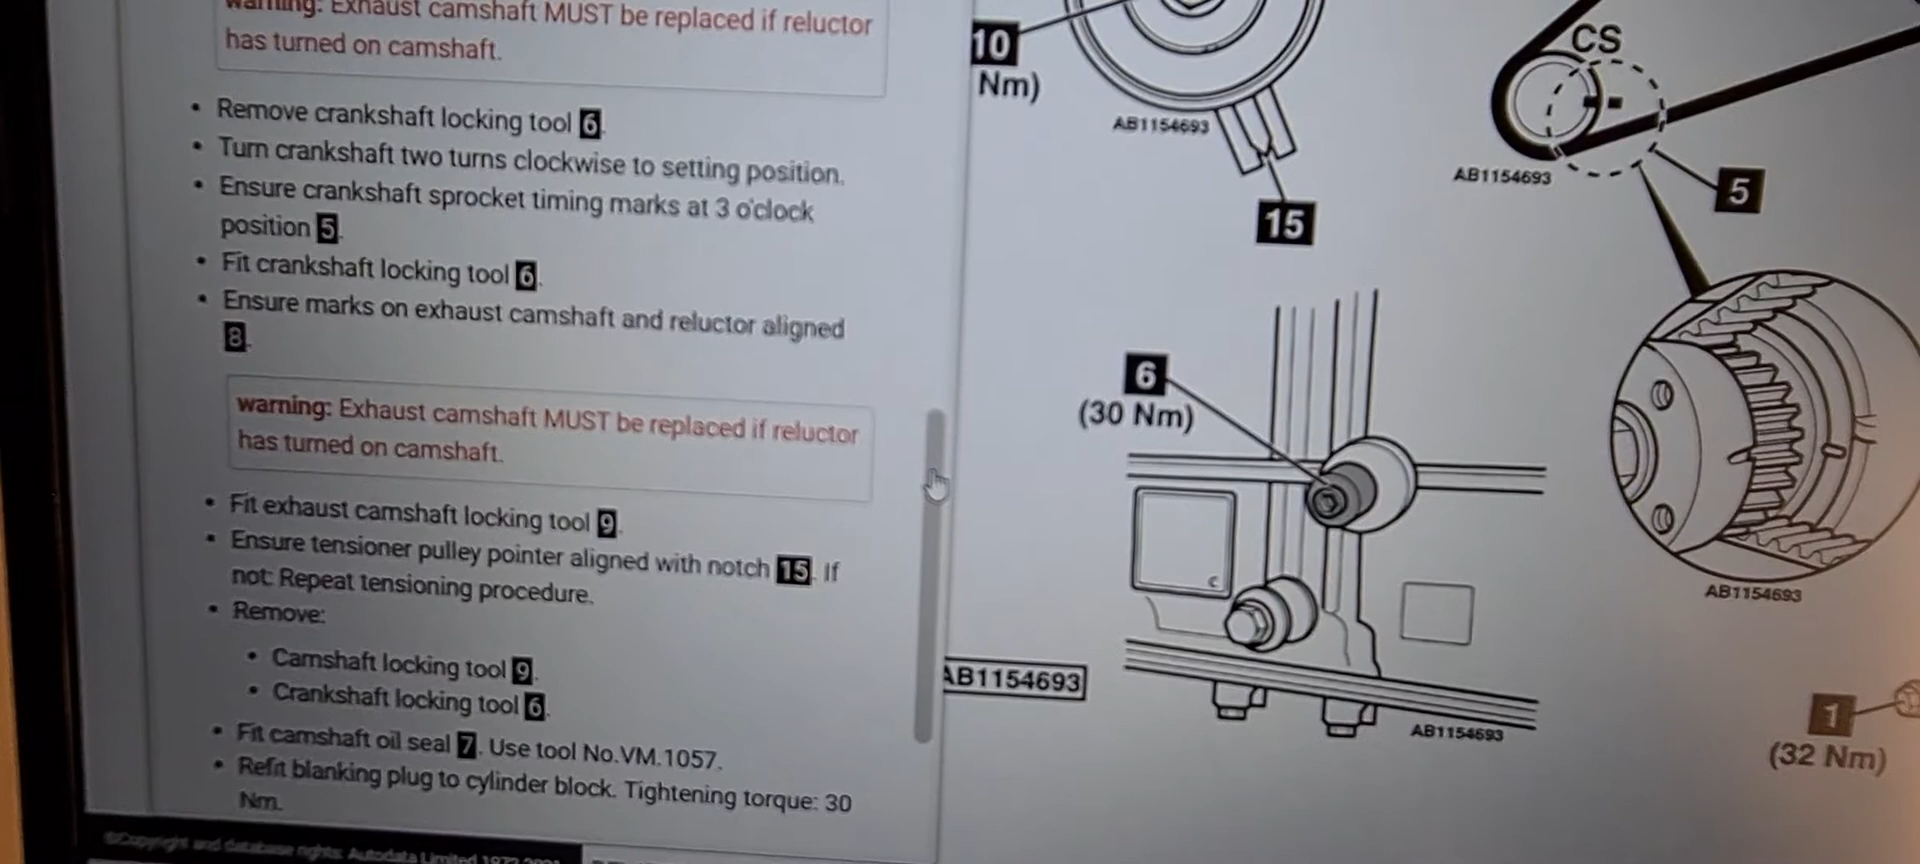 warning: Exhaust camshaft MUST be replaced if reluctor
has turned on camshaft.
• Remove crankshaft locking tool 6.
• Turn crankshaft two turns clockwise to setting position.
• Ensure crankshaft sprocket timing marks at 3 o'clock
position 5.
• Fit crankshaft locking tool 6.
• Ensure marks on exhaust camshaft and reluctor aligned
8.
warning: Exhaust camshaft MUST be replaced if reluctor
has turned on camshaft.
• Fit exhaust camshaft locking tool 9.
• Ensure tensioner pulley pointer aligned with notch 15. If
not: Repeat tensioning procedure.
• Remove:
• Camshaft locking tool 9.
• Crankshaft locking tool 6.
• Fit camshaft oil seal 7. Use tool No.VM.1057.
• Refit blanking plug to cylinder block. Tightening torque: 30
Nm.
©Copyright and database rights: Autodata Limited
10
Nm)
AB1154693
15
CS
AB1154693
5
6
(30 Nm)
C
AB1154693
AB1154693
AB1154693
1
(32 Nm)